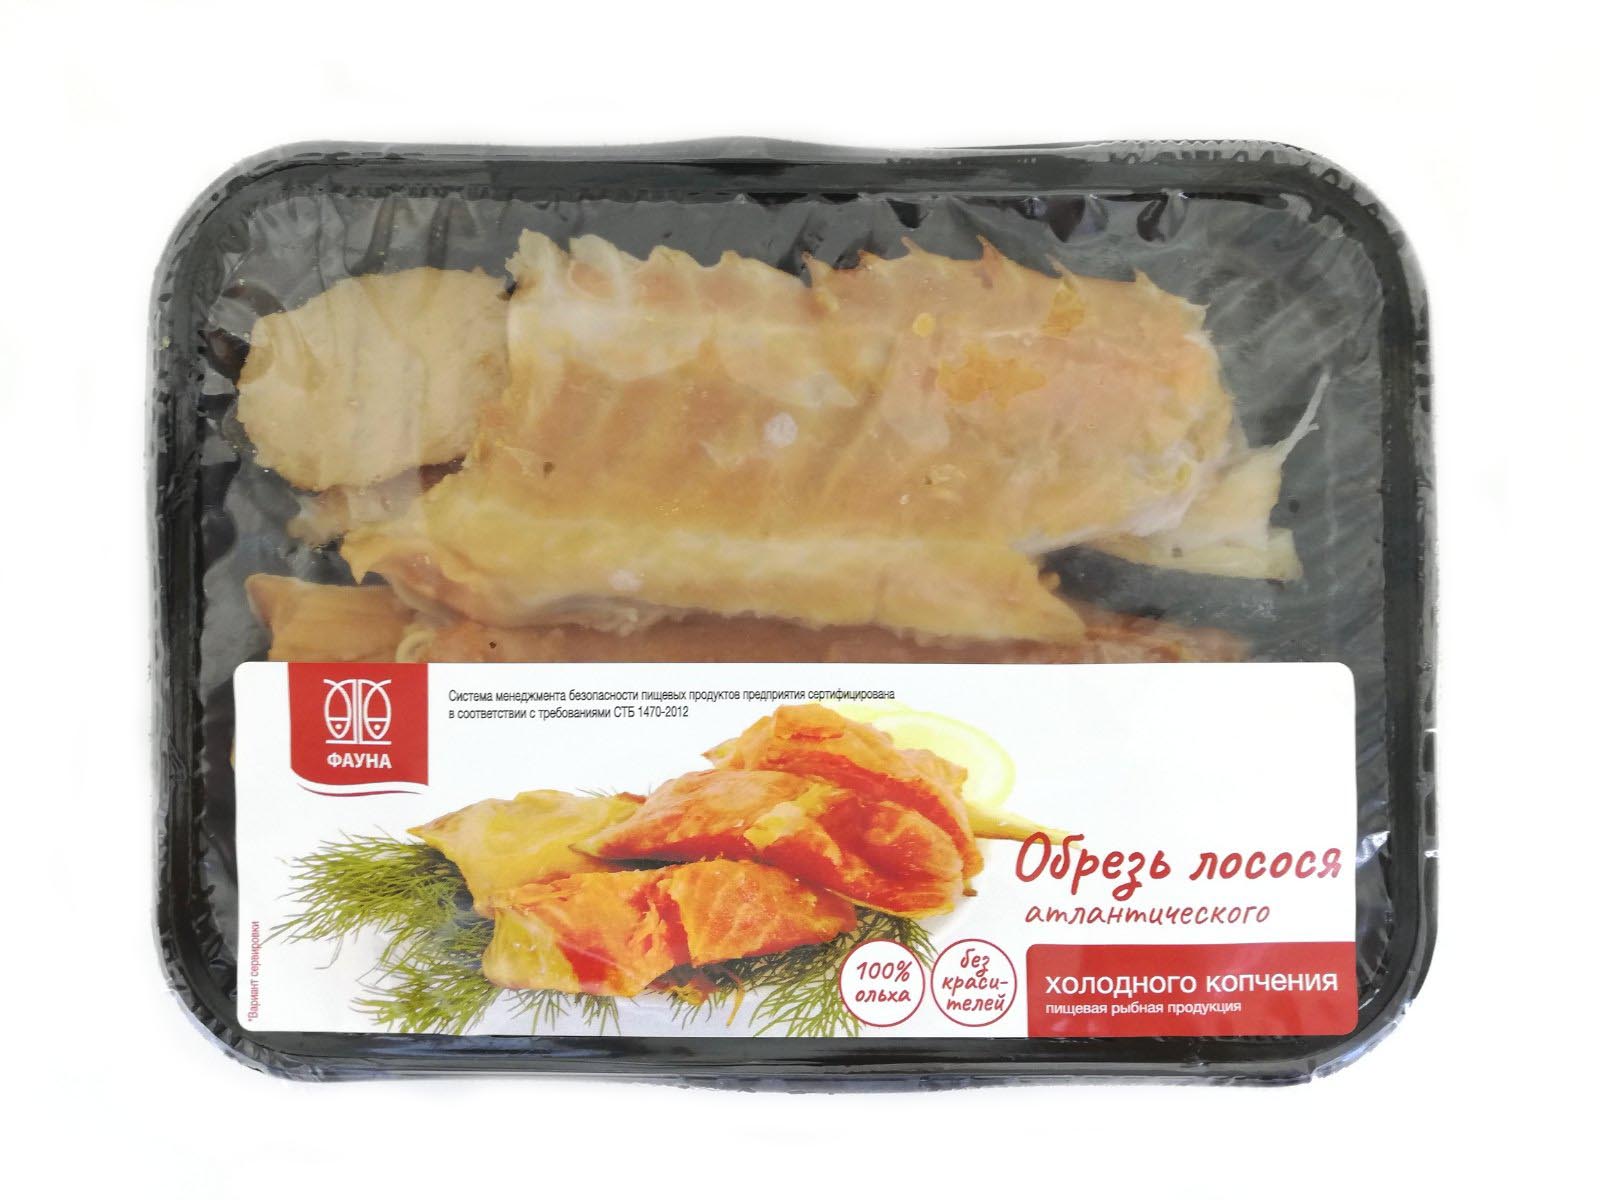 ФАУНА
Система менеджмента безопасности пищевых продуктов предприятия сертифицирована
в соответствии с требованиями СТБ 1470-2012
Обрезь лосося
атлантического
100%
ольха
без
краси-
телей
холодного копчения
пищевая рыбная продукция
*Вариант сервировки